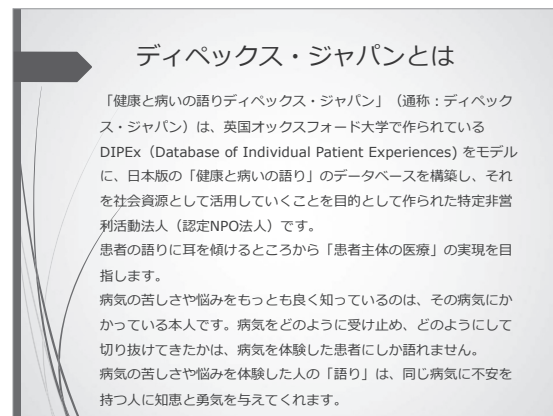 ディペックス・ジャパンとは
「健康と病いの語りディペックス・ジャパン」（通称：ディペック
ス・ジャパン）は、英国オックスフォード大学で作られている
DIPEx（Database of Individual Patient Experiences) をモデル
に、日本版の「健康と病いの語り」のデータベースを構築し、それ
を社会資源として活用していくことを目的として作られた特定非営
利活動法人（認定NPO法人）です。
患者の語りに耳を傾けるところから「患者主体の医療」の実現を目
指します。
病気の苦しさや悩みをもっとも良く知っているのは、その病気にか
かっている本人です。病気をどのように受け止め、どのようにして
切り抜けてきたかは、病気を体験した患者にしか語れません。
病気の苦しさや悩みを体験した人の「語り」は、同じ病気に不安を
持つ人に知恵と勇気を与えてくれます。